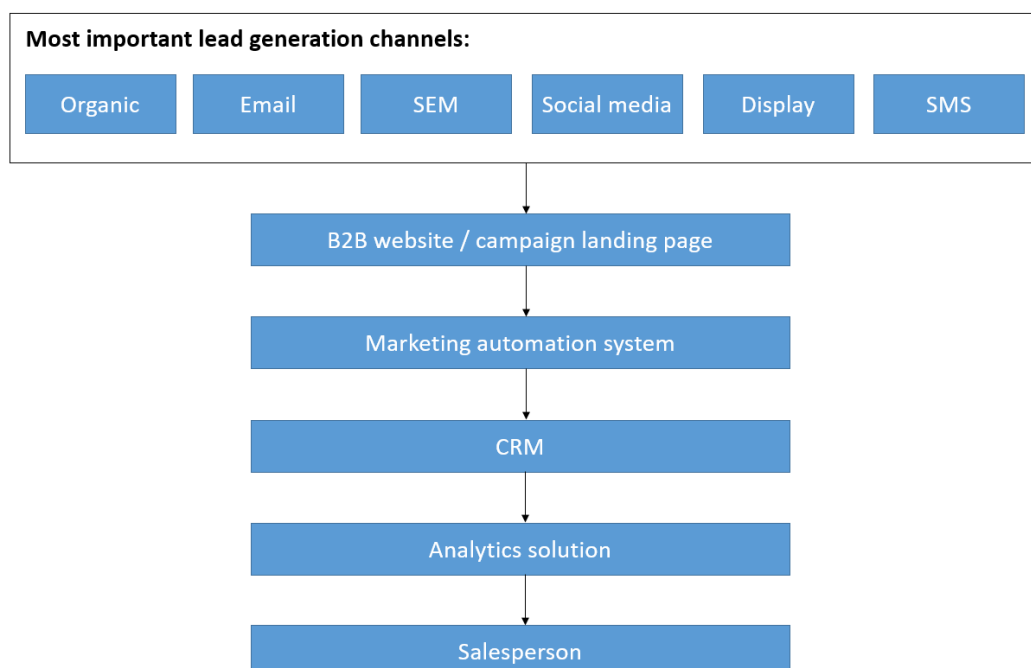 Most important lead generation channels:
Organic Email SEM Social media Display SMS
B2B website / campaign landing page
Marketing automation system
CRM
Analytics solution
Salesperson